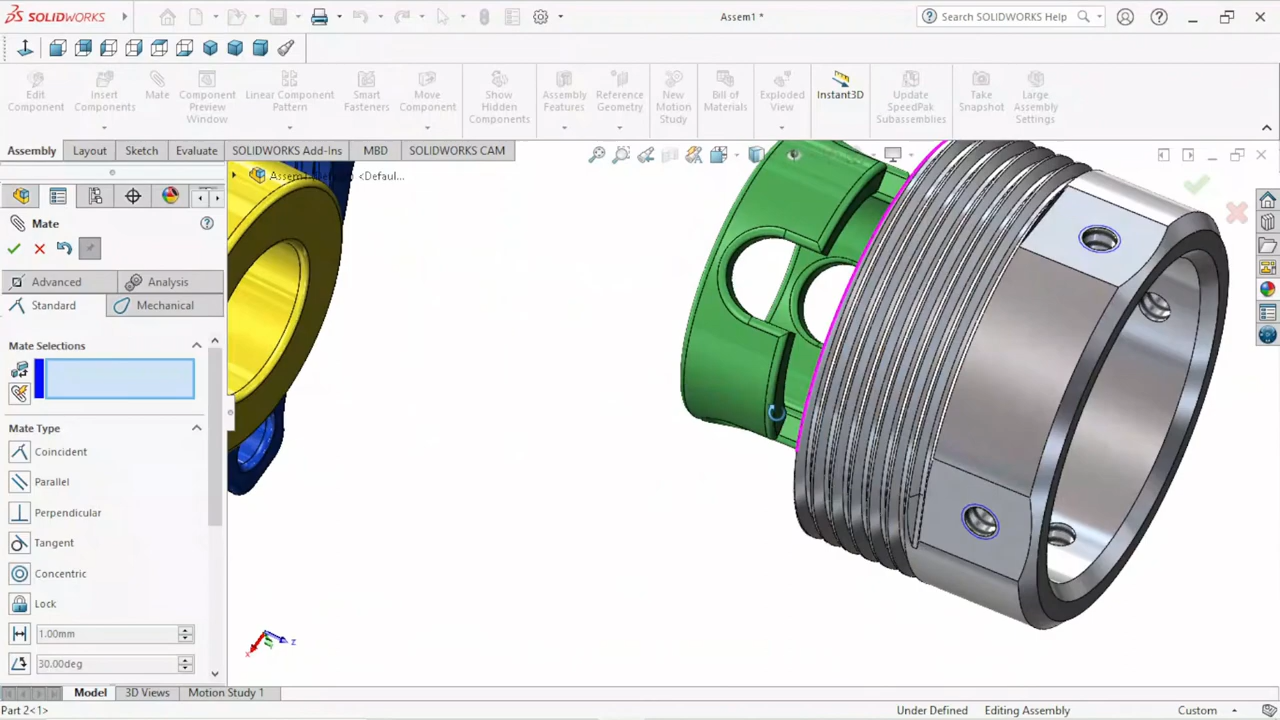 SOLIDWORKS
Assem1 *
Search SOLIDWORKS Help
Edit Component
Insert Components
Mate
Component Preview Window
Linear Component Pattern
Smart Fasteners
Move Component
Show Hidden Components
Assembly Features
Reference Geometry
New Motion Study
Bill of Materials
Exploded View
Instant3D
Update SpeedPak Subassemblies
Take Snapshot
Large Assembly Settings
Assembly
Layout
Sketch
Evaluate
SOLIDWORKS Add-Ins
MBD
SOLIDWORKS CAM
<Defaul...
Mate
Advanced
Analysis
Standard
Mechanical
Mate Selections
Mate Type
Coincident
Parallel
Perpendicular
Tangent
Concentric
Lock
1.00mm
30.00deg
x
z
Model
3D Views
Motion Study 1
Part 2<1>
Under Defined
Editing Assembly
Custom